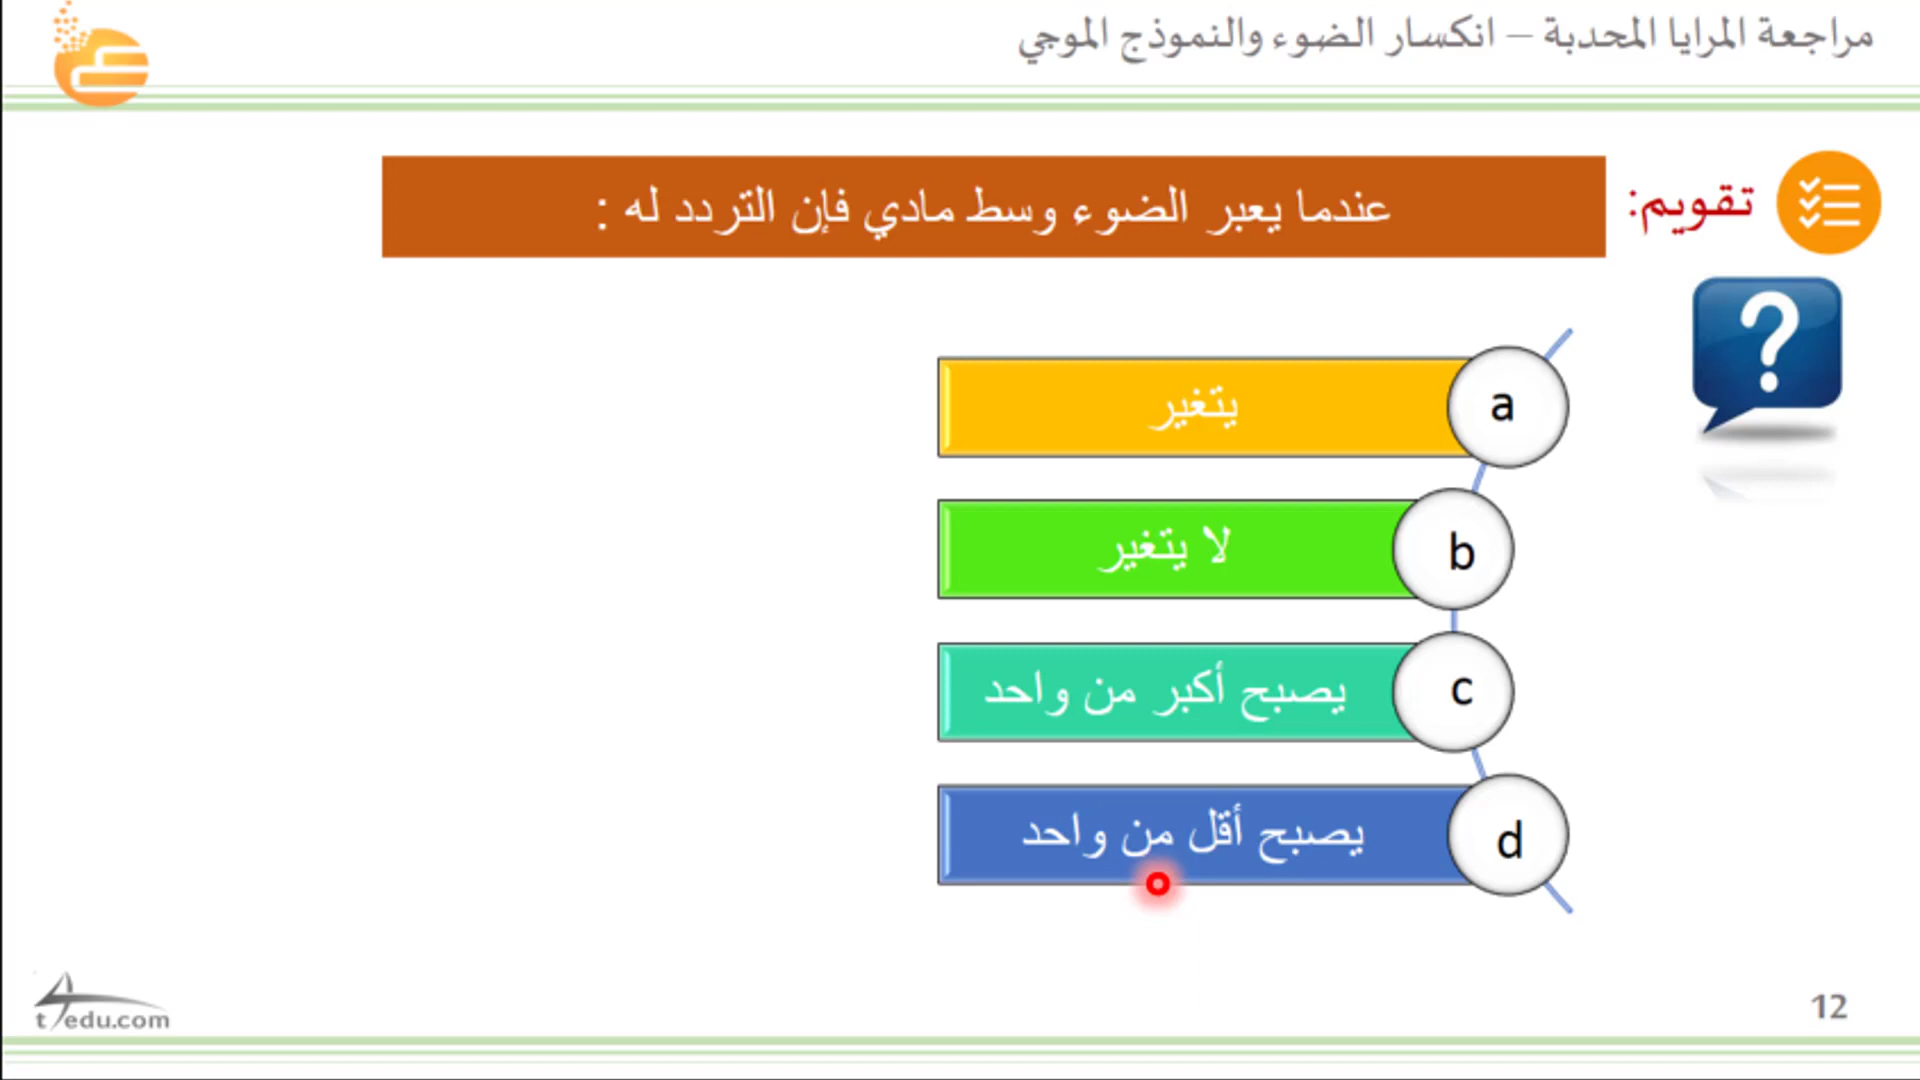 مراجعة المرايا المحدبة – انكسار الضوء والنموذج الموجي
تقويم:
عندما يعبر الضوء وسط مادي فإن التردد له :
a
يتغير
b
لا يتغير
c
يصبح أكبر من واحد
d
يصبح أقل من واحد
t4edu.com
12